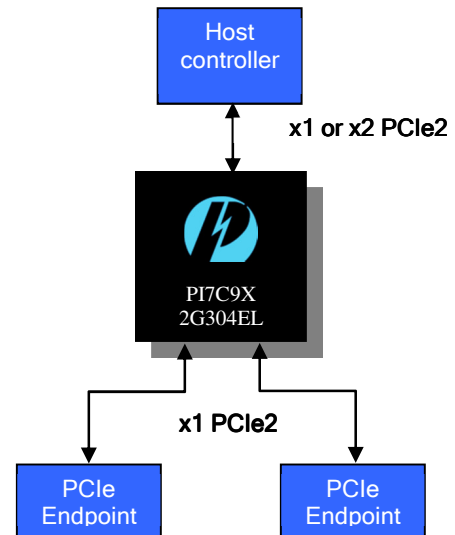 Host
controller
x1 or x2 PCIe2
PI7C9X
2G304EL
x1 PCIe2
PCIe
Endpoint
PCIe
Endpoint